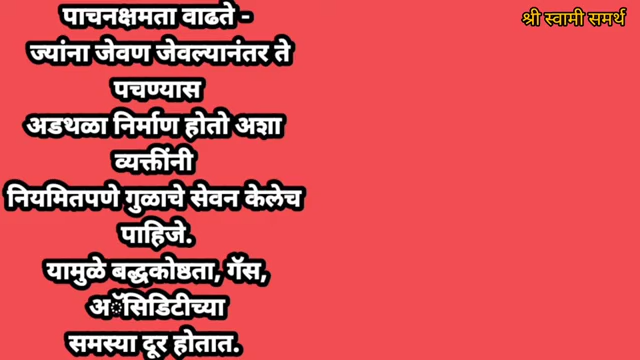 श्री स्वामी समर्थ
पाचनक्षमता वाढते -
ज्यांना जेवण जेवल्यानंतर ते
पचण्यास
अडथळा निर्माण होतो अशा
व्यक्तींनी
नियमितपणे गुळाचे सेवन केलेच
पाहिजे.
यामुळे बद्धकोष्ठता, गॅस,
अॅसिडिटीच्या
समस्या दूर होतात.